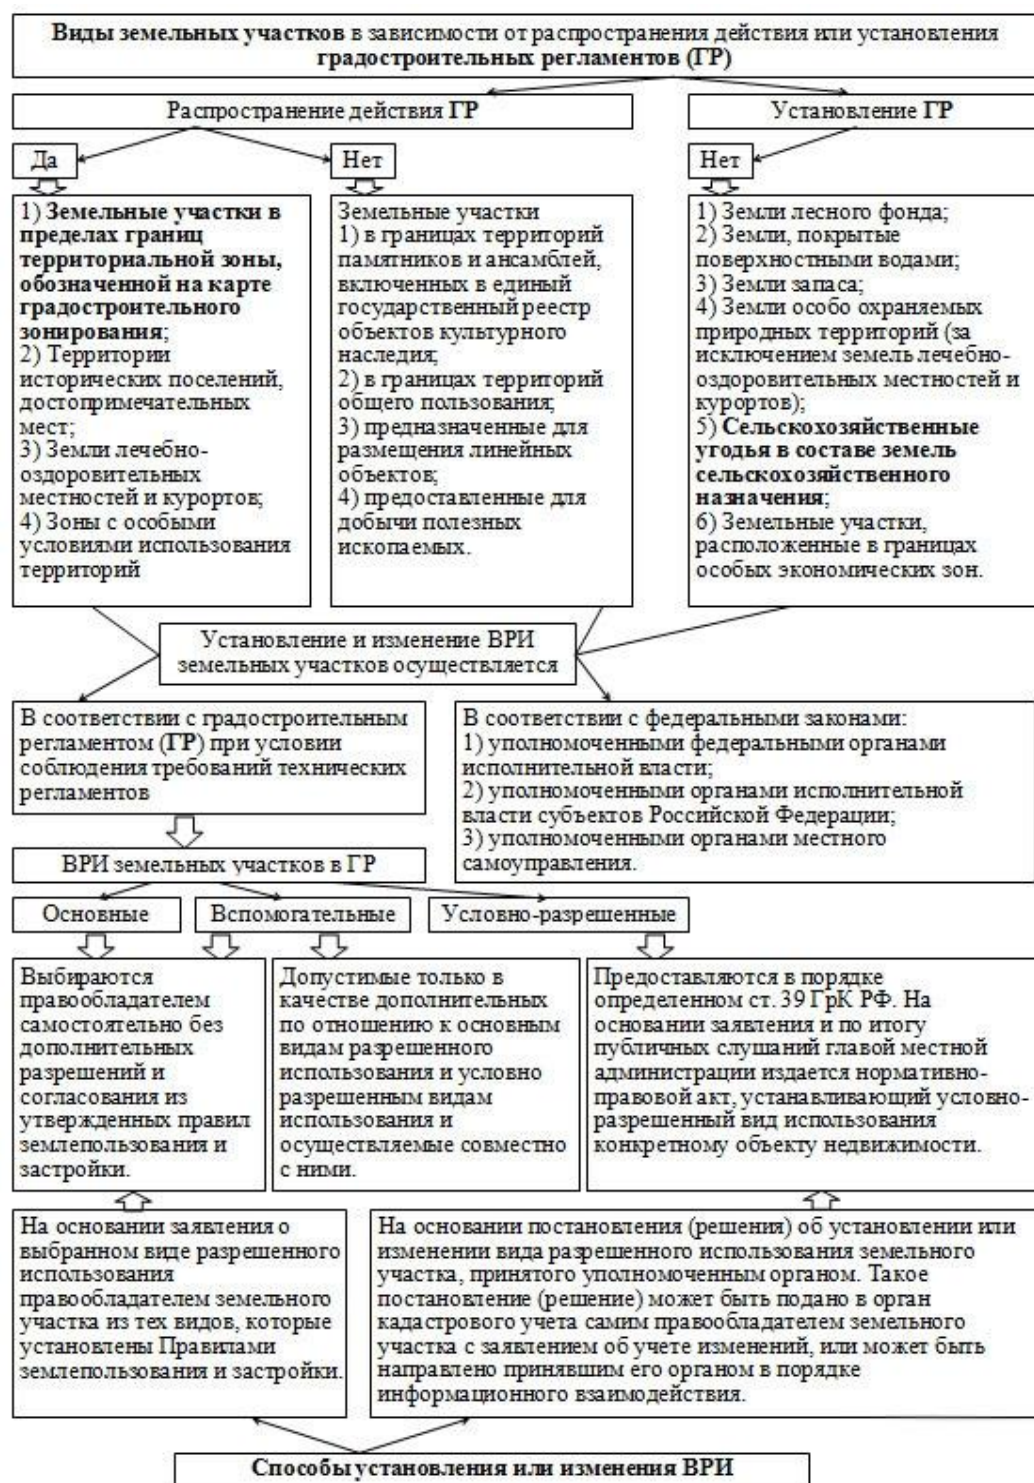 Виды земельных участков в зависимости от распространения действия или установления
градостроительных регламентов (ГР)
Распространение действия ГР
Установление ГР
Да
Нет
Нет
1) Земельные участки в
пределах границ
территориальной зоны,
обозначенной на карте
градостроительного
зонирования;
2) Территории
исторических поселений,
достопримечательных
мест;
3) Земли лечебно-
оздоровительных
местностей и курортов;
4) Зоны с особыми
условиями использования
территорий
Земельные участки
1) в границах территорий
памятников и ансамблей,
включенных в единый
государственный реестр
объектов культурного
наследия;
2) в границах территорий
общего пользования;
3) предназначенные для
размещения линейных
объектов;
4) предоставленные для
добычи полезных
ископаемых.
1) Земли лесного фонда;
2) Земли, покрытые
поверхностными водами;
3) Земли запаса;
4) Земли особо охраняемых
природных территорий (за
исключением земель лечебно-
оздоровительных местностей и
курортов);
5) Сельскохозяйственные
угодья в составе земель
сельскохозяйственного
назначения;
6) Земельные участки,
расположенные в границах
особых экономических зон.
Установление и изменение ВРИ
земельных участков осуществляется
В соответствии с градостроительным
регламентом (ГР) при условии
соблюдения требований технических
регламентов
В соответствии с федеральными законами:
1) уполномоченными федеральными органами
исполнительной власти;
2) уполномоченными органами исполнительной
власти субъектов Российской Федерации;
3) уполномоченными органами местного
самоуправления.
ВРИ земельных участков в ГР
Основные
Вспомогательные
Условно-разрешенные
Выбираются
правообладателем
самостоятельно без
дополнительных
разрешений и
согласования из
утвержденных правил
землепользования и
застройки.
Допустимые только в
качестве дополнительных
по отношению к основным
видам разрешенного
использования и условно
разрешенным видам
использования и
осуществляемые совместно
с ними.
Предоставляются в порядке
определенном ст. 39 ГрК РФ. На
основании заявления и по итогу
публичных слушаний главой местной
администрации издается нормативно-
правовой акт, устанавливающий условно-
разрешенный вид использования
конкретному объекту недвижимости.
На основании заявления о
выбранном виде разрешенного
использования
правообладателем земельного
участка из тех видов, которые
установлены Правилами
землепользования и застройки.
На основании постановления (решения) об установлении или
изменении вида разрешенного использования земельного
участка, принятого уполномоченным органом. Такое
постановление (решение) может быть подано в орган
кадастрового учета самим правообладателем земельного
участка с заявлением об учете изменений, или может быть
направлено принявшим его органом в порядке
информационного взаимодействия.
Способы установления или изменения ВРИ